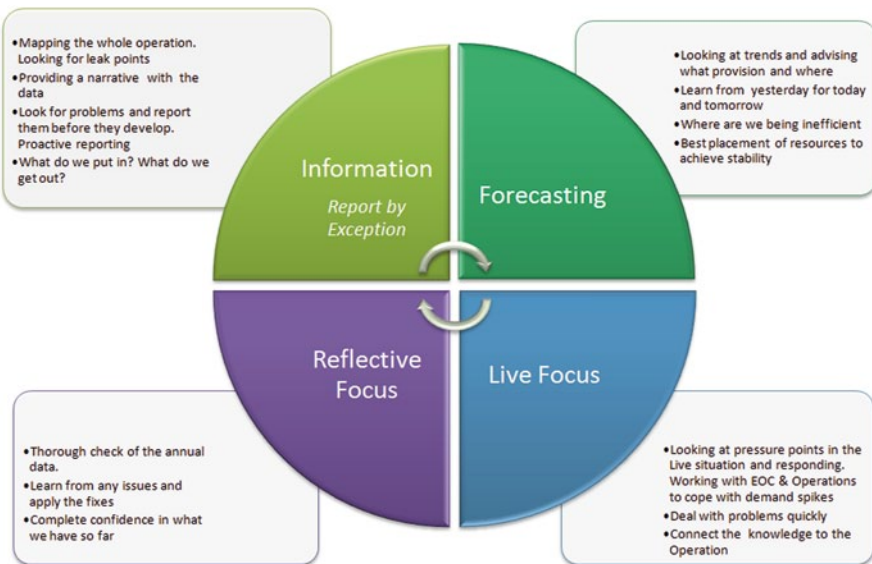 •Mapping the whole operation.
Looking for leak points
•Providing a narrative with the
data
•Look for problems and report
them before they develop.
Proactive reporting
•What do we put in? What do we
get out?
Information
Report by
Exception
Forecasting
•Looking at trends and advising
what provision and where
•Learn from yesterday for today
and tomorrow
•Where are we being inefficient
•Best placement of resources to
achieve stability
Reflective
Focus
Live Focus
•Thorough check of the annual
data.
•Learn from any issues and
apply the fixes
•Complete confidence in what
we have so far
•Looking at pressure points in the
Live situation and responding.
Working with EOC & Operations
to cope with demand spikes
•Deal with problems quickly
•Connect the knowledge to the
Operation